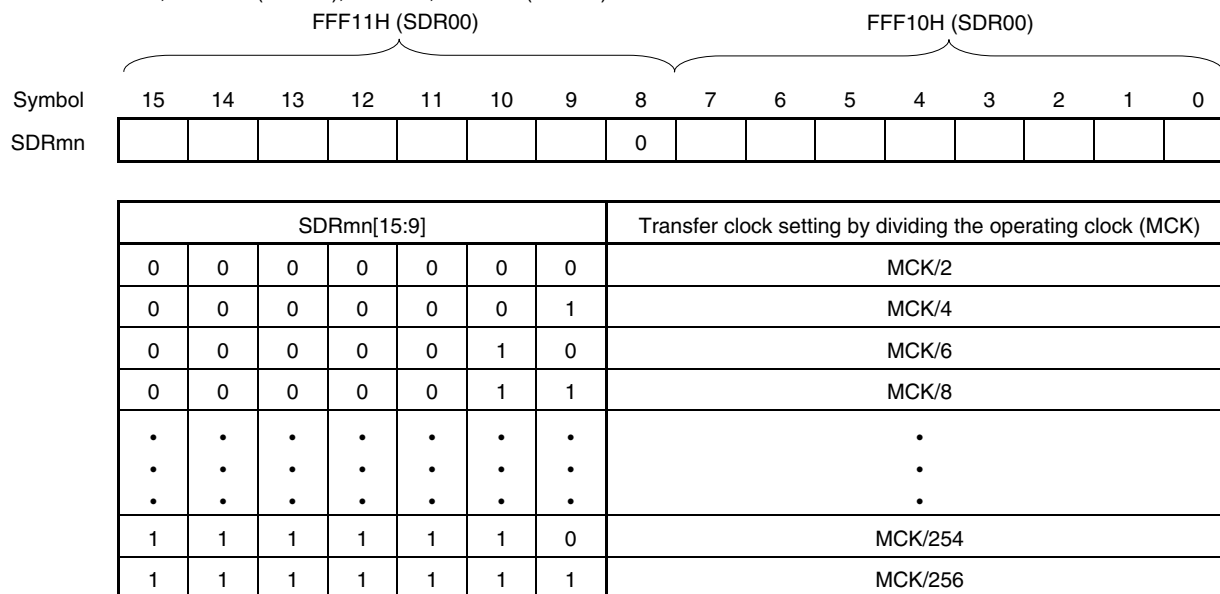 FFF11H (SDR00) FFF10H (SDR00)
Symbol 15 14 13 12 11 10 9 8 7 6 5 4 3 2 1 0
SDRmn 0
SDRmn[15:9] Transfer clock setting by dividing the operating clock (MCK)
0 0 0 0 0 0 0 MCK/2
0 0 0 0 0 0 1 MCK/4
0 0 0 0 0 1 0 MCK/6
0 0 0 0 0 1 1 MCK/8
• • • • • • • •
• • • • • • • •
• • • • • • • •
1 1 1 1 1 1 0 MCK/254
1 1 1 1 1 1 1 MCK/256